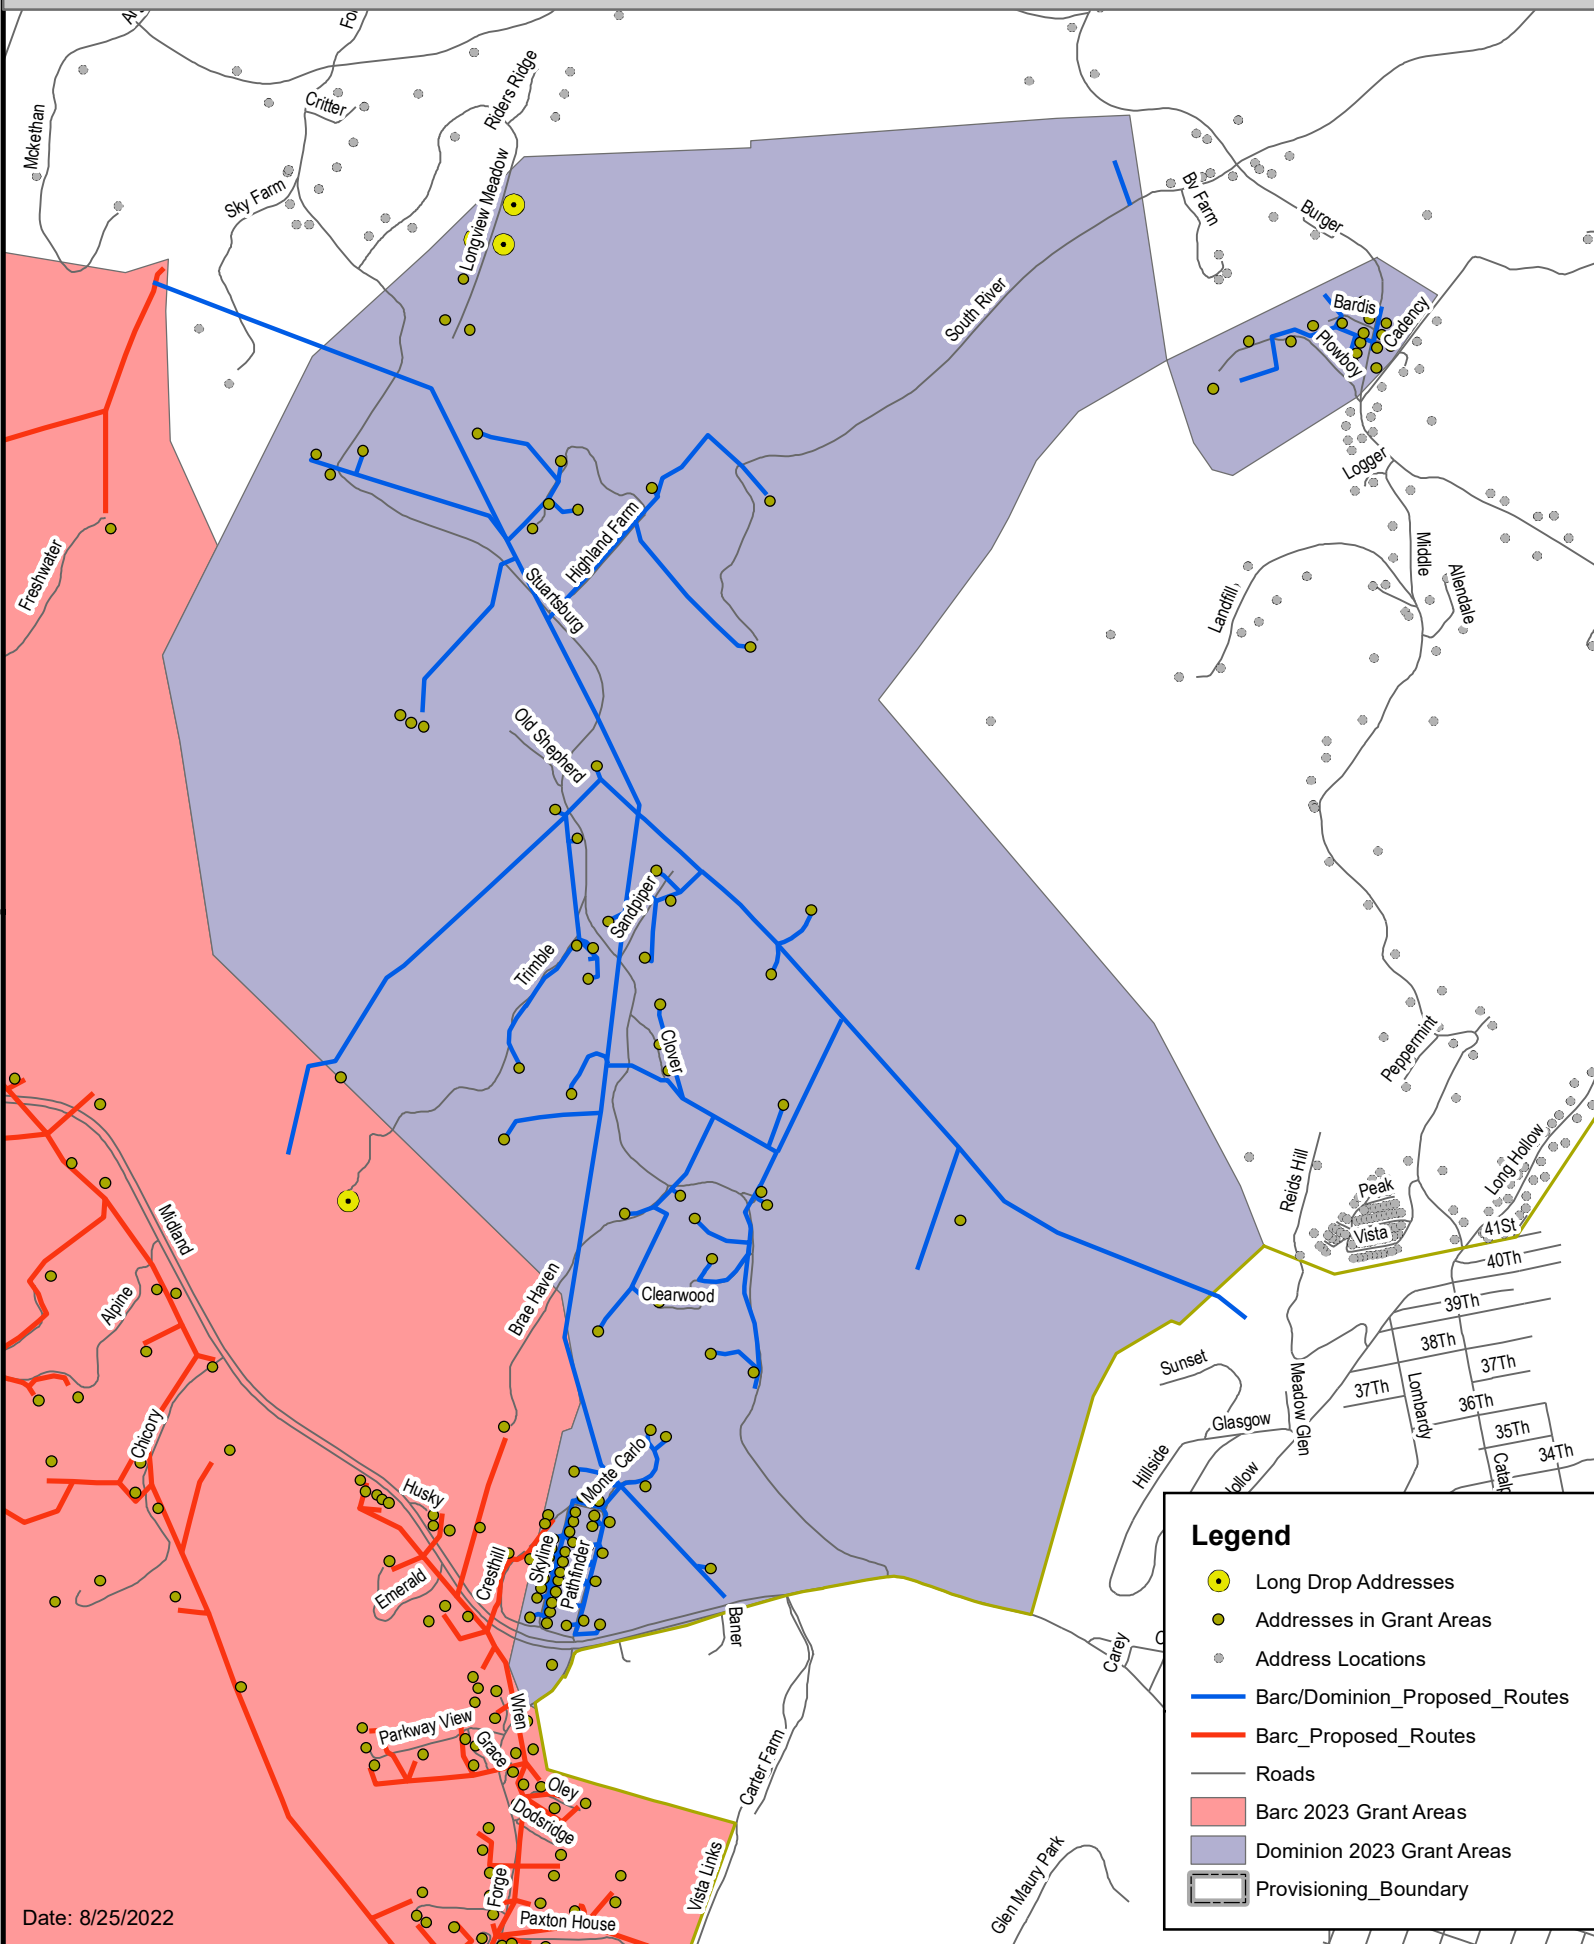 Mckethan
Critter
Riders Ridge
Sky Farm
Longview Meadow
Bv Farm
Burger
South River
Bardis
Cadency
Plowboy
Logger
Middle
Allendale
Landfill
Freshwater
Highland Farm
Stuartsburg
Old Shepherd
Sandpiper
Trimble
Clover
Peppermint
Long Hollow
Reids Hill
Peak
Vista
41St
40Th
39Th
38Th
37Th
37Th
36Th
35Th
34Th
Lombardy
Midland
Alpine
Brae Haven
Clearwood
Sunset
Glasgow
Meadow Glen
Hillside
Chicory
Husky
Monte Carlo
Emerald
Cresthill
Skyline
Pathfinder
Baner
Carey
Wren
Parkway View
Grace
Oley
Dodsridge
Carter Farm
Vista Links
Glen Maury Park
Forge
Paxton House
Date: 8/25/2022
Legend
Long Drop Addresses
Addresses in Grant Areas
Address Locations
Barc/Dominion_Proposed_Routes
Barc_Proposed_Routes
Roads
Barc 2023 Grant Areas
Dominion 2023 Grant Areas
Provisioning_Boundary